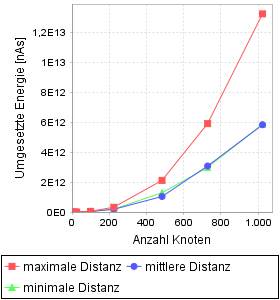 Umgesetzte Energie [nAs]
1,2E13
1E13
8E12
6E12
4E12
2E12
0E0
0 200 400 600 800 1.000
Anzahl Knoten
maximale Distanz mittlere Distanz
minimale Distanz